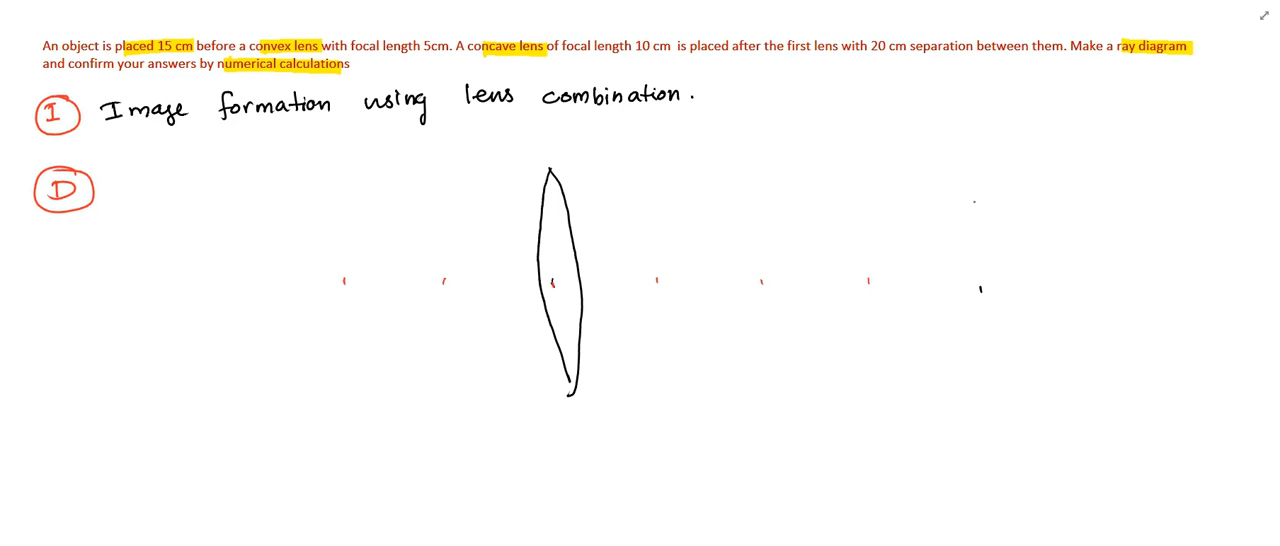 An object is placed 15 cm before a convex lens with focal length 5cm. A concave lens of focal length 10 cm is placed after the first lens with 20 cm separation between them. Make a ray diagram
and confirm your answers by numerical calculations
I Image formation using lens combination.
D